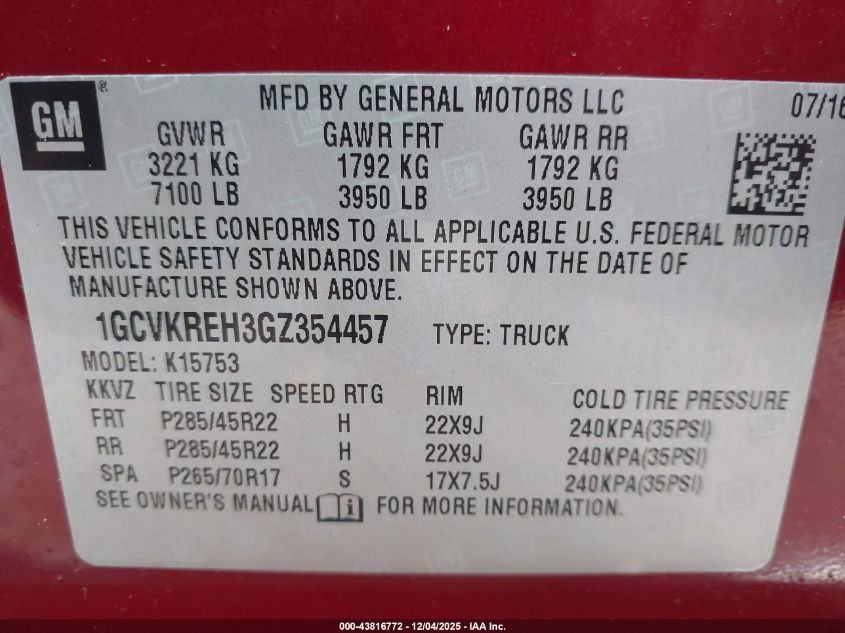 GM
®
MFD BY GENERAL MOTORS LLC 07/16
GVWR GAWR FRT GAWR RR
3221 KG 1792 KG 1792 KG
7100 LB 3950 LB 3950 LB
THIS VEHICLE CONFORMS TO ALL APPLICABLE U.S. FEDERAL MOTOR
VEHICLE SAFETY STANDARDS IN EFFECT ON THE DATE OF
MANUFACTURE SHOWN ABOVE.
1GCVKREH3GZ354457 TYPE: TRUCK
MODEL: K15753
KKVZ TIRE SIZE SPEED RTG RIM COLD TIRE PRESSURE
FRT P285/45R22 H 22X9J 240KPA(35PSI)
RR P285/45R22 H 22X9J 240KPA(35PSI)
SPA P265/70R17 S 17X7.5J 240KPA(35PSI)
SEE OWNER'S MANUAL FOR MORE INFORMATION.
000-43816772 - 12/04/2025 - IAA Inc.